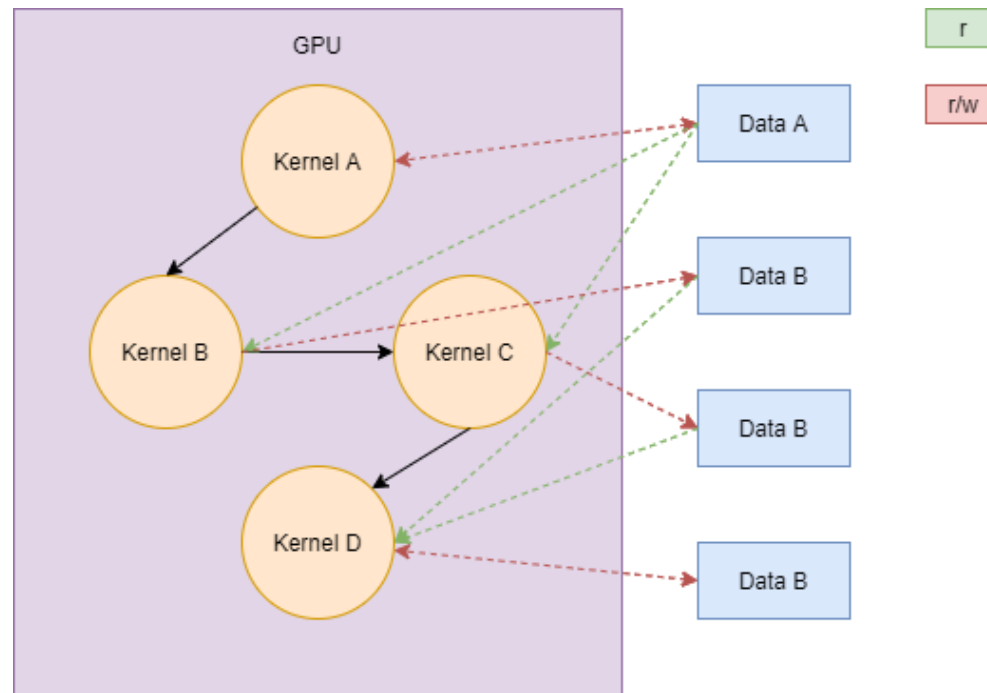 GPU
r
Kernel A
Data A
r/w
Kernel B
Kernel C
Data B
Data B
Kernel D
Data B